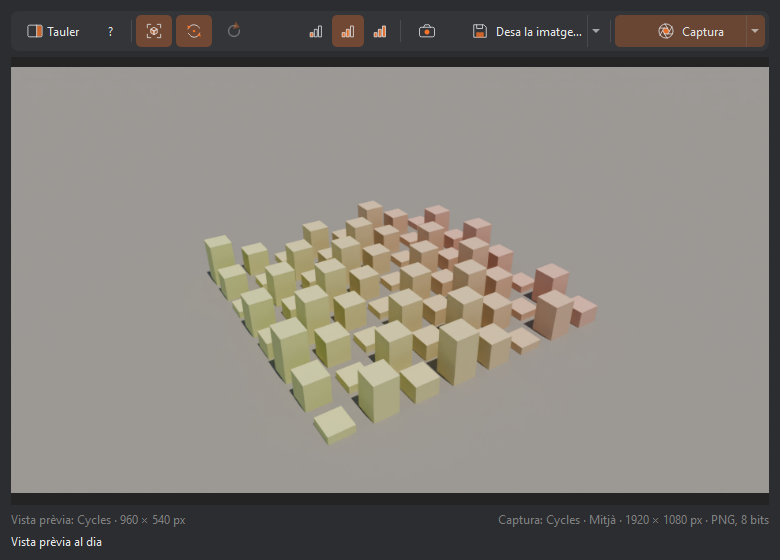 Tauler ? Desa la imatge... Captura
Vista prèvia: Cycles · 960 × 540 px Captura: Cycles · Mitjà · 1920 × 1080 px · PNG, 8 bits
Vista prèvia al dia